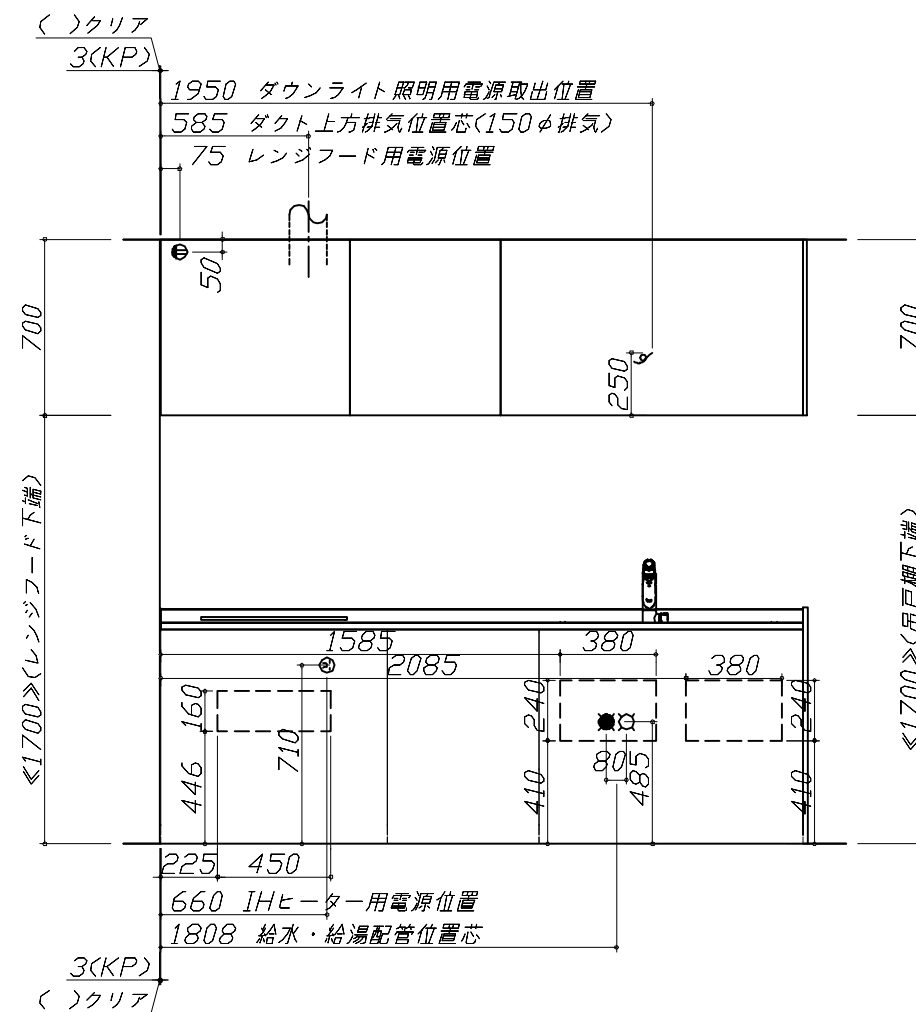 ( )クリア
3(KP)
1950 ダウンライト照明用電源取出位置
585 ダクト上方排気位置芯(150φ排気)
75 レンジフード用電源位置
50
700
700
250
≪1700≫(レンジフード下端)
≪1700≫(吊戸棚下端)
1585
380
2085
380
160
240
240
710
80
485
446
410
410
225
450
660 IHヒーター用電源位置
1808 給水・給湯配管位置芯
3(KP)
( )クリア